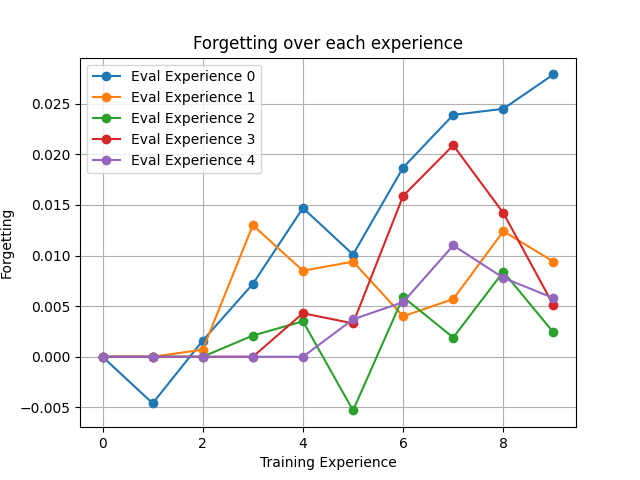 Forgetting over each experience
Eval Experience 0
Eval Experience 1
Eval Experience 2
Eval Experience 3
Eval Experience 4
0.025
0.020
0.015
0.010
0.005
0.000
−0.005
Forgetting
0 2 4 6 8
Training Experience